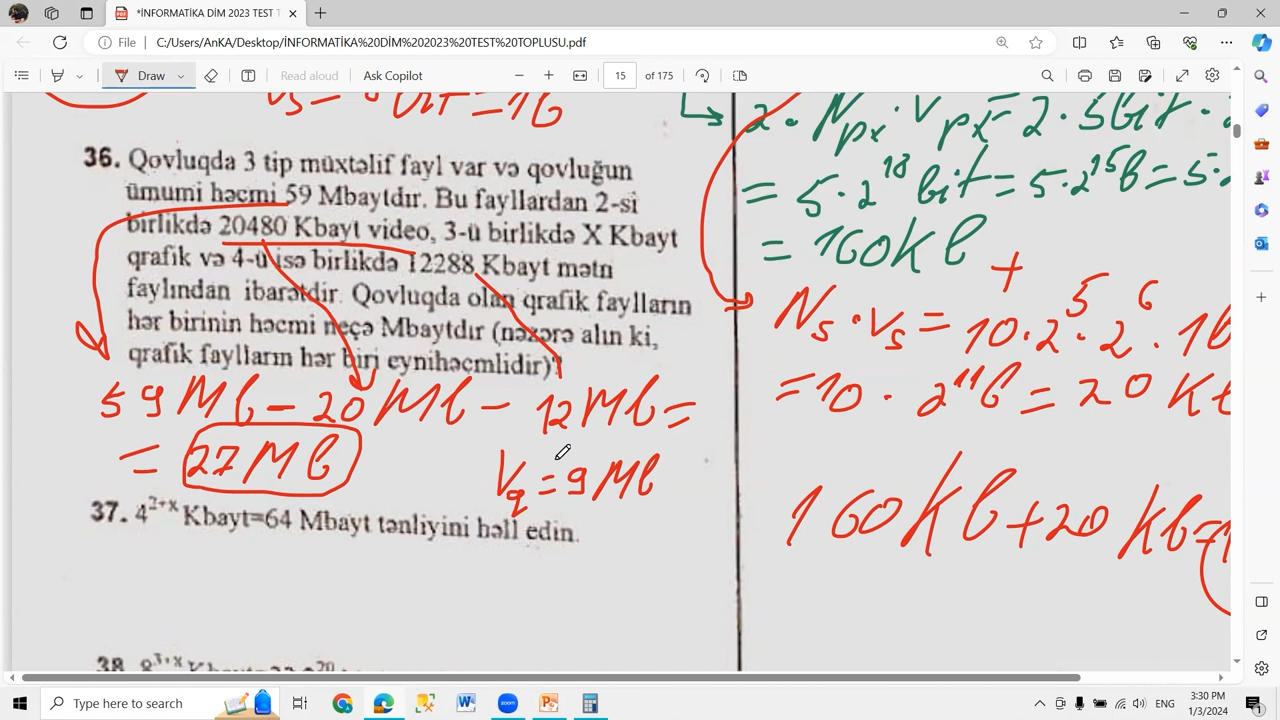 *İNFORMATİKA DİM 2023 TEST T
File C:/Users/AnKA/Desktop/İNFORMATİKA%20DİM%202023%20TEST%20TOPLUSU.pdf
Draw Read aloud Ask Copilot 15 of 175
36. Qovluqda 3 tip müxtəlif fayl var və qovluğun
ümumi həcmi 59 Mbaytdır. Bu fayllardan 2-si
birlikdə 20480 Kbayt video, 3-ü birlikdə X Kbayt
qrafik və 4-ü isə birlikdə 12288 Kbayt mətn
faylından ibarətdir. Qovluqda olan qrafik faylların
hər birinin həcmi neçə Mbaytdır (nəzərə alın ki,
qrafik faylların hər biri eynihəcmlidir)?
59 Mb - 20 Mb - 12 Mb =
= 27 Mb
Vq = 9 Mb
37. 4^2+x Kbayt=64 Mbayt tənliyini həll edin.
2 · Npx · Vpx = 2 · 5bit ·
= 5 · 2^18 bit = 5 · 2^15 b = 5 ·
= 160 Kb
+
Ns · Vs = 10 · 2^5 · 2^6 · 1b
= 10 · 2^11 b = 20 Kb
160 Kb + 20 Kb =
Type here to search
ENG
3:30 PM
1/3/2024